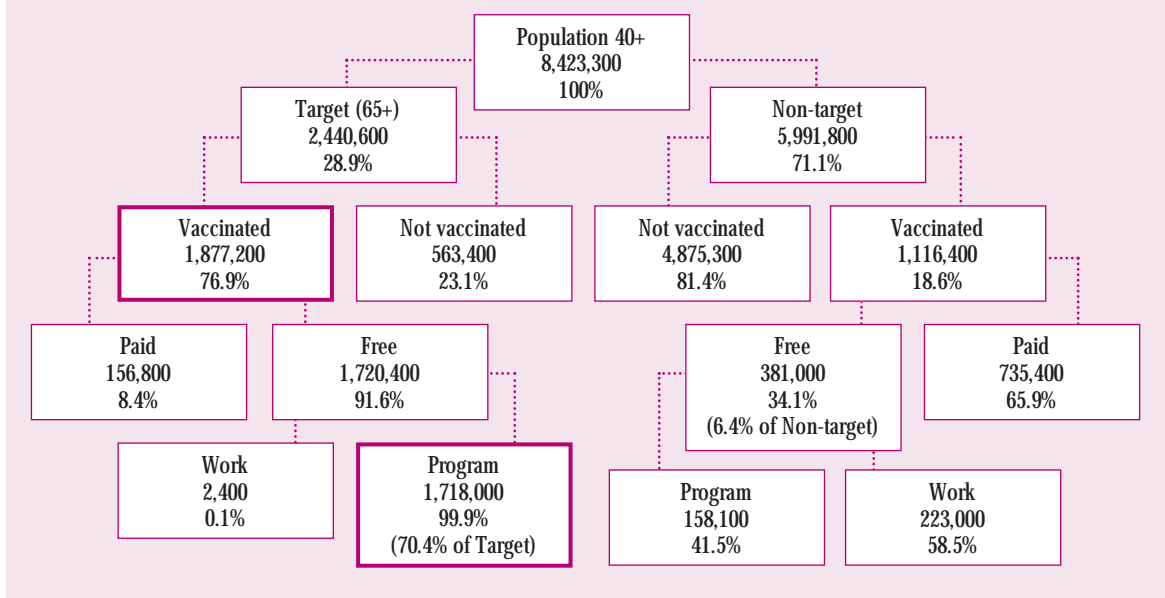 Population 40+
8,423,300
100%
Target (65+)
2,440,600
28.9%
Non-target
5,991,800
71.1%
Vaccinated
1,877,200
76.9%
Not vaccinated
563,400
23.1%
Not vaccinated
4,875,300
81.4%
Vaccinated
1,116,400
18.6%
Paid
156,800
8.4%
Free
1,720,400
91.6%
Free
381,000
34.1%
(6.4% of Non-target)
Paid
735,400
65.9%
Work
2,400
0.1%
Program
1,718,000
99.9%
(70.4% of Target)
Program
158,100
41.5%
Work
223,000
58.5%